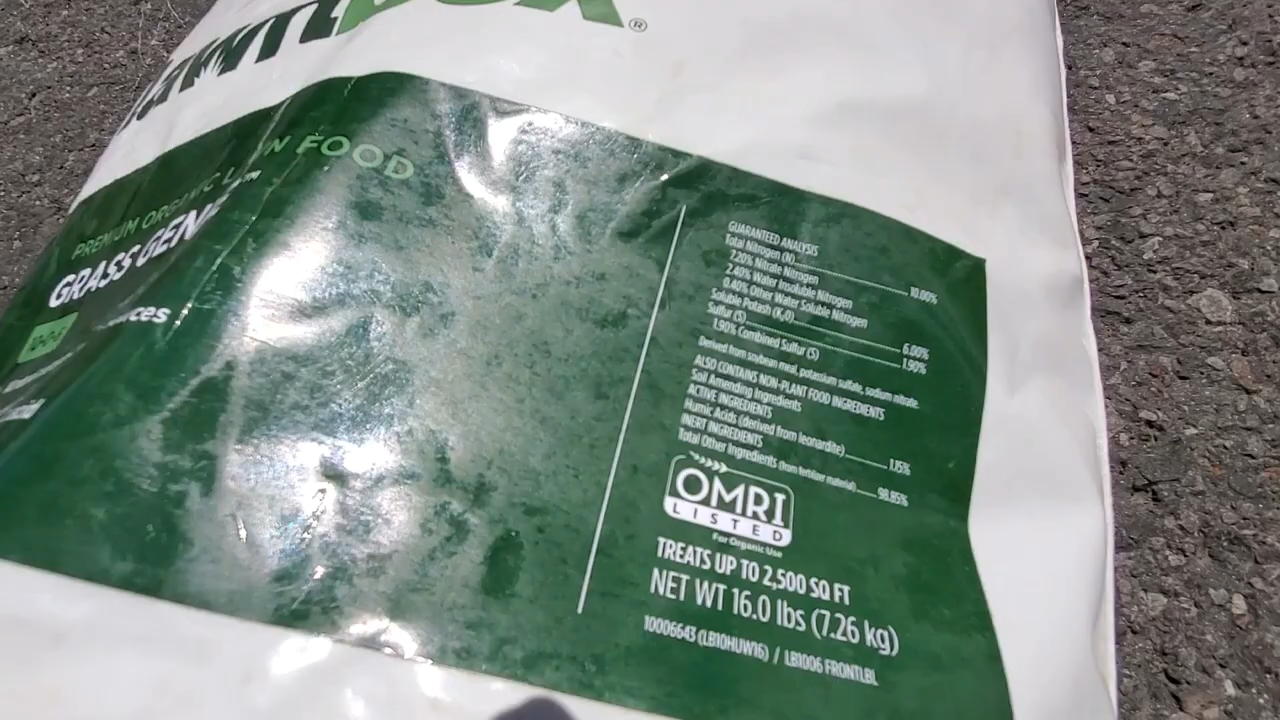 ®
PREMIUM ORGANIC LAWN FOOD
GRASS GEN
10-0-6
GUARANTEED ANALYSIS
Total Nitrogen (N) 10.00%
7.20% Nitrate Nitrogen
2.40% Water Insoluble Nitrogen
0.40% Other Water Soluble Nitrogen
Soluble Potash (K₂O) 6.00%
Sulfur (S) 1.90%
1.90% Combined Sulfur (S)
Derived from soybean meal, potassium sulfate, sodium nitrate.
ALSO CONTAINS NON-PLANT FOOD INGREDIENTS
Soil Amending Ingredients
ACTIVE INGREDIENTS
Humic Acids (derived from leonardite) 1.15%
INERT INGREDIENTS
Total Other Ingredients (from fertilizer material) 98.85%
OMRI
LISTED
For Organic Use
TREATS UP TO 2,500 SQ FT
NET WT 16.0 lbs (7.26 kg)
10006643 (LB10HUW16) / LB1006 FRONTLBL